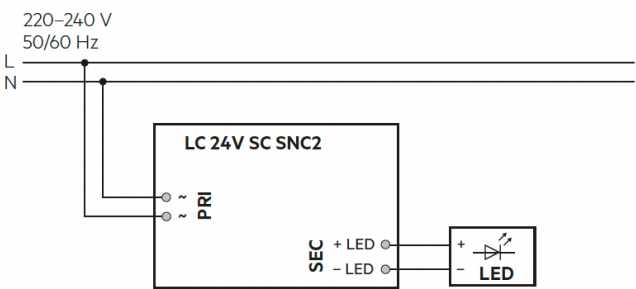 220–240 V
50/60 Hz
L
N
LC 24V SC SNC2
~
~
PRI
SEC
+ LED
– LED
+
–
LED